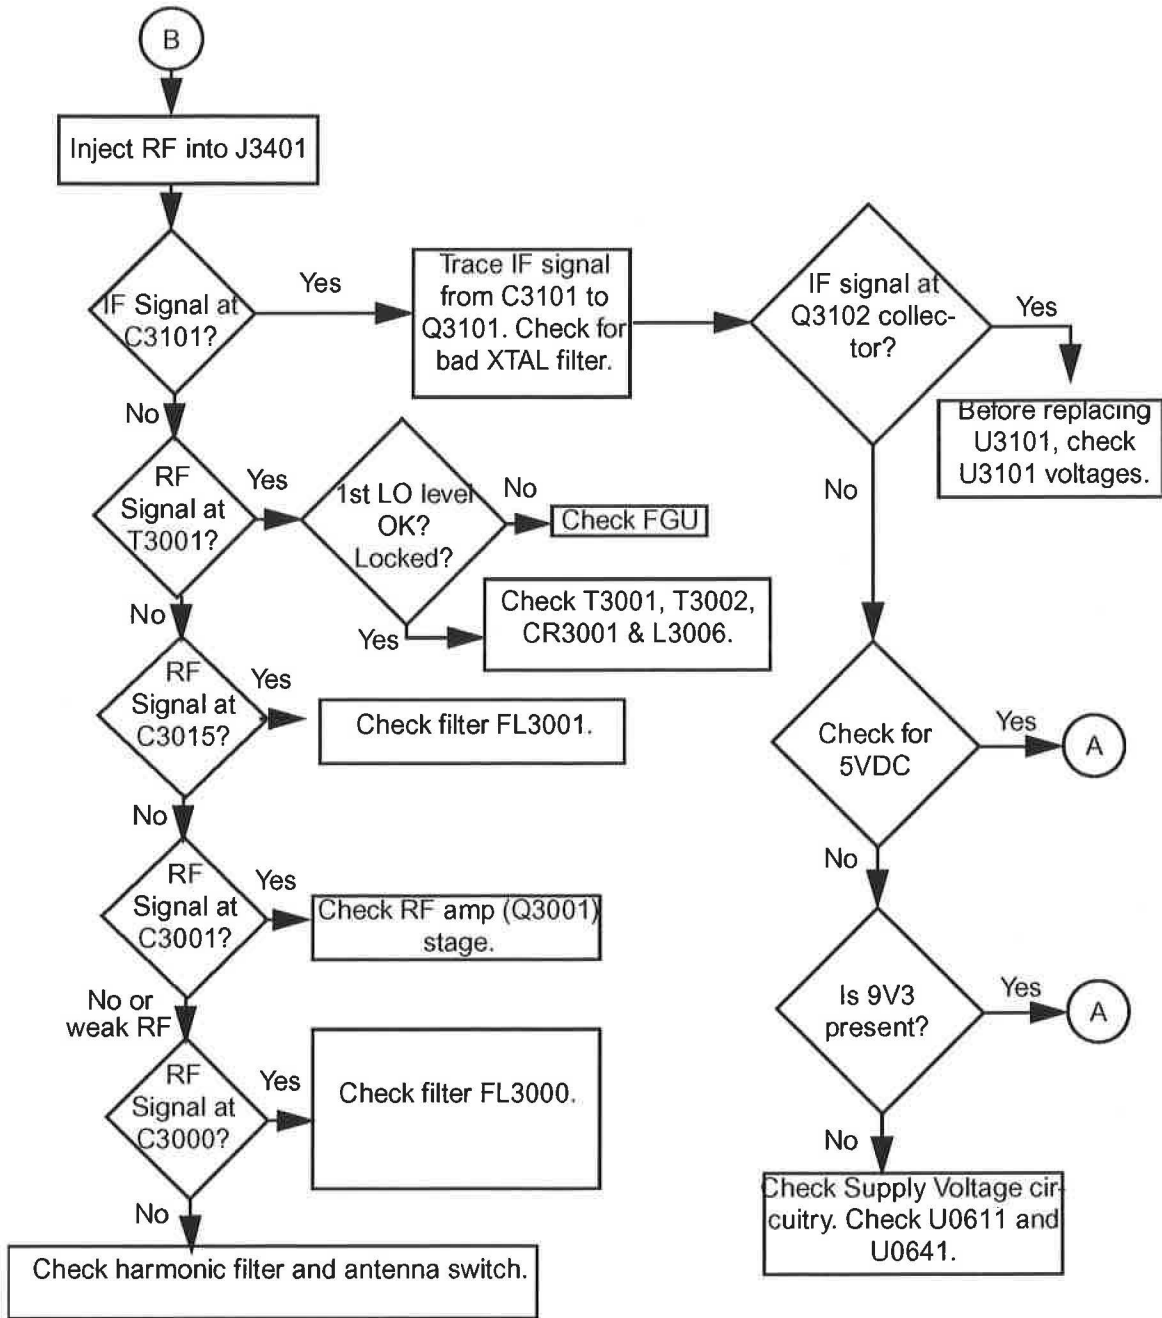 B
Inject RF into J3401
IF Signal at
C3101?
Yes
Trace IF signal
from C3101 to
Q3101. Check for
bad XTAL filter.
IF signal at
Q3102 collec-
tor?
Yes
Before replacing
U3101, check
U3101 voltages.
No
No
RF
Signal at
T3001?
Yes
1st LO level
OK?
Locked?
No
Check FGU
Yes
Check T3001, T3002,
CR3001 & L3006.
No
RF
Signal at
C3015?
Yes
Check filter FL3001.
Check for
5VDC
Yes
A
No
No
RF
Signal at
C3001?
Yes
Check RF amp (Q3001)
stage.
Is 9V3
present?
Yes
A
No or
weak RF
RF
Signal at
C3000?
Yes
Check filter FL3000.
No
Check Supply Voltage cir-
cuitry. Check U0611 and
U0641.
No
Check harmonic filter and antenna switch.